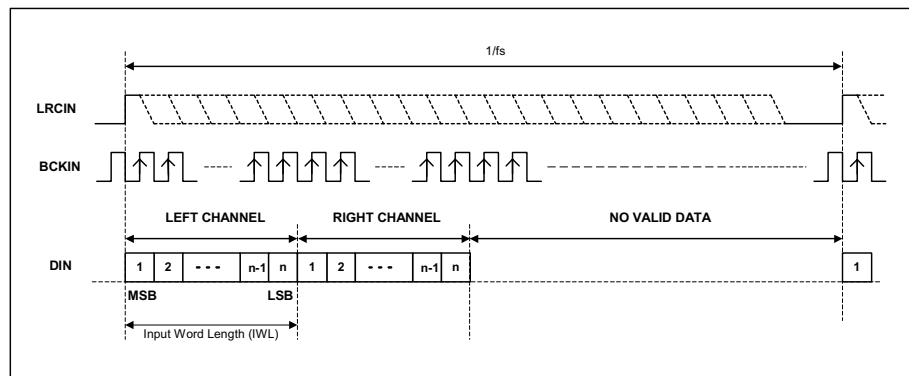 1/fs
LRCIN
BCKIN
LEFT CHANNEL RIGHT CHANNEL NO VALID DATA
DIN 1 2 - - - n-1 n 1 2 - - - n-1 n 1
MSB LSB
Input Word Length (IWL)